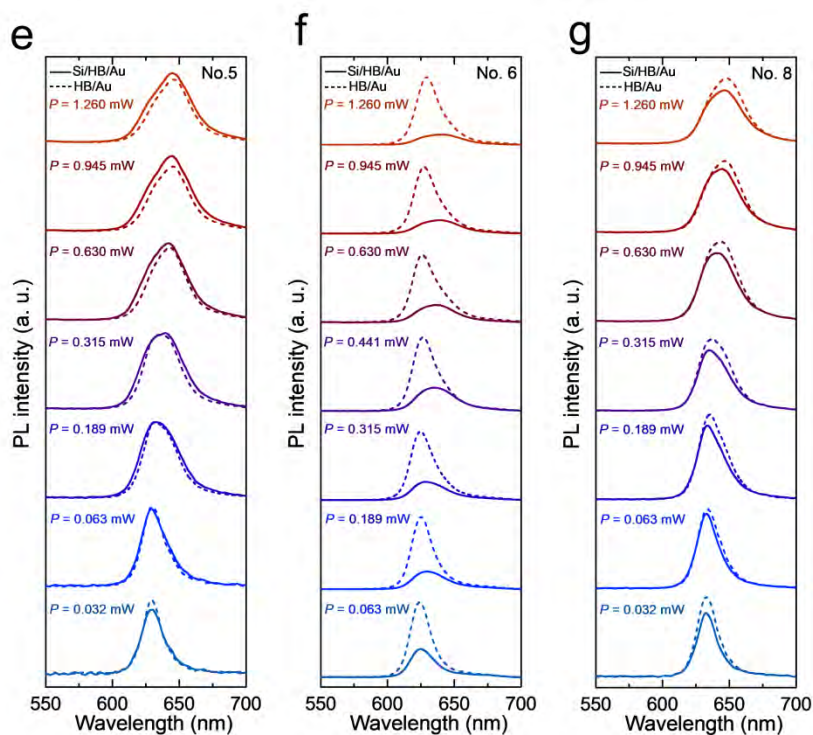 e
Si/HB/Au
HB/Au
No.5
P = 1.260 mW
P = 0.945 mW
P = 0.630 mW
P = 0.315 mW
P = 0.189 mW
P = 0.063 mW
P = 0.032 mW
PL intensity (a. u.)
550 600 650 700
Wavelength (nm)
f
Si/HB/Au
HB/Au
No. 6
P = 1.260 mW
P = 0.945 mW
P = 0.630 mW
P = 0.441 mW
P = 0.315 mW
P = 0.189 mW
P = 0.063 mW
PL intensity (a. u.)
550 600 650 700
Wavelength (nm)
g
Si/HB/Au
HB/Au
No. 8
P = 1.260 mW
P = 0.945 mW
P = 0.630 mW
P = 0.315 mW
P = 0.189 mW
P = 0.063 mW
P = 0.032 mW
PL intensity (a. u.)
550 600 650 700
Wavelength (nm)